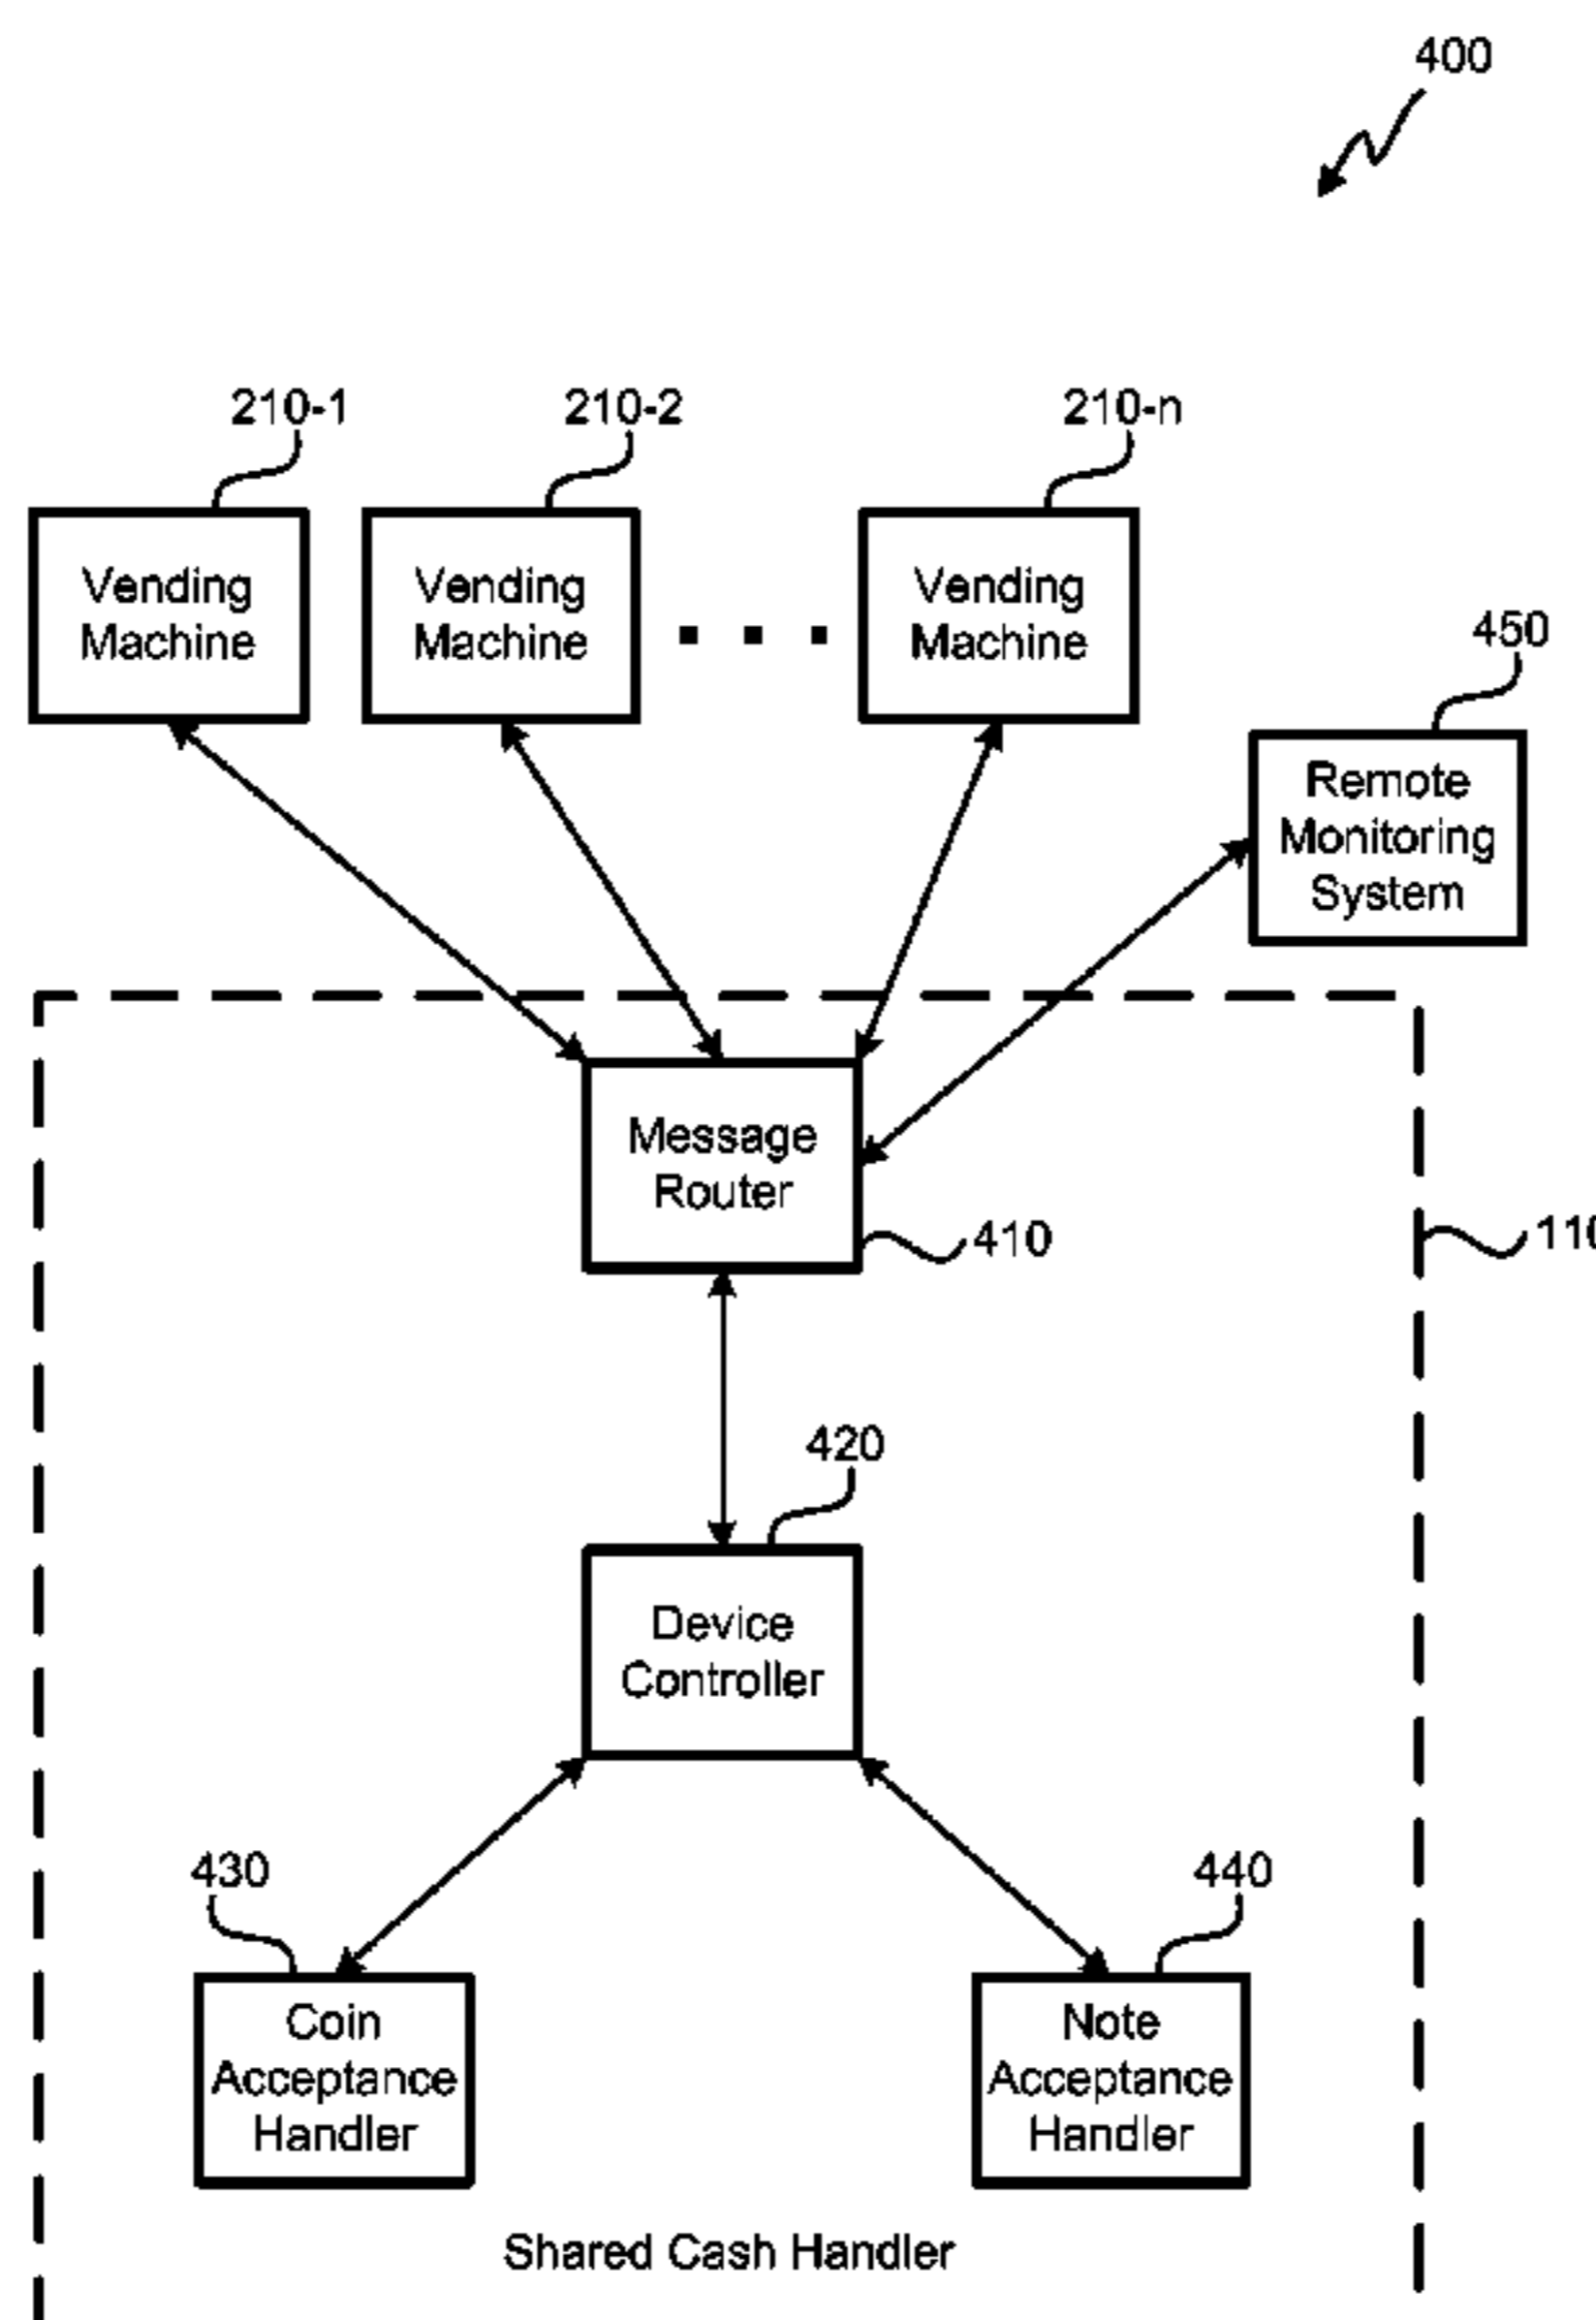 400
210-1
210-2
210-n
Vending
Machine
Vending
Machine
Vending
Machine
450
Remote
Monitoring
System
Message
Router
410
420
Device
Controller
430
440
Coin
Acceptance
Handler
Note
Acceptance
Handler
Shared Cash Handler